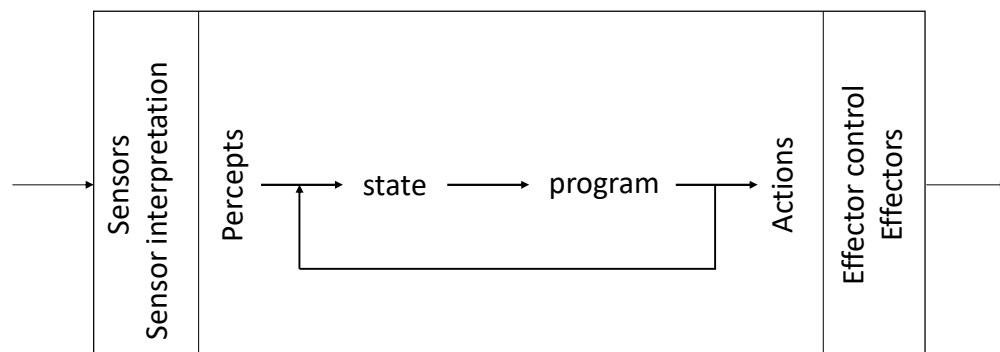 Sensors
Sensor interpretation
Percepts
state
program
Actions
Effector control
Effectors